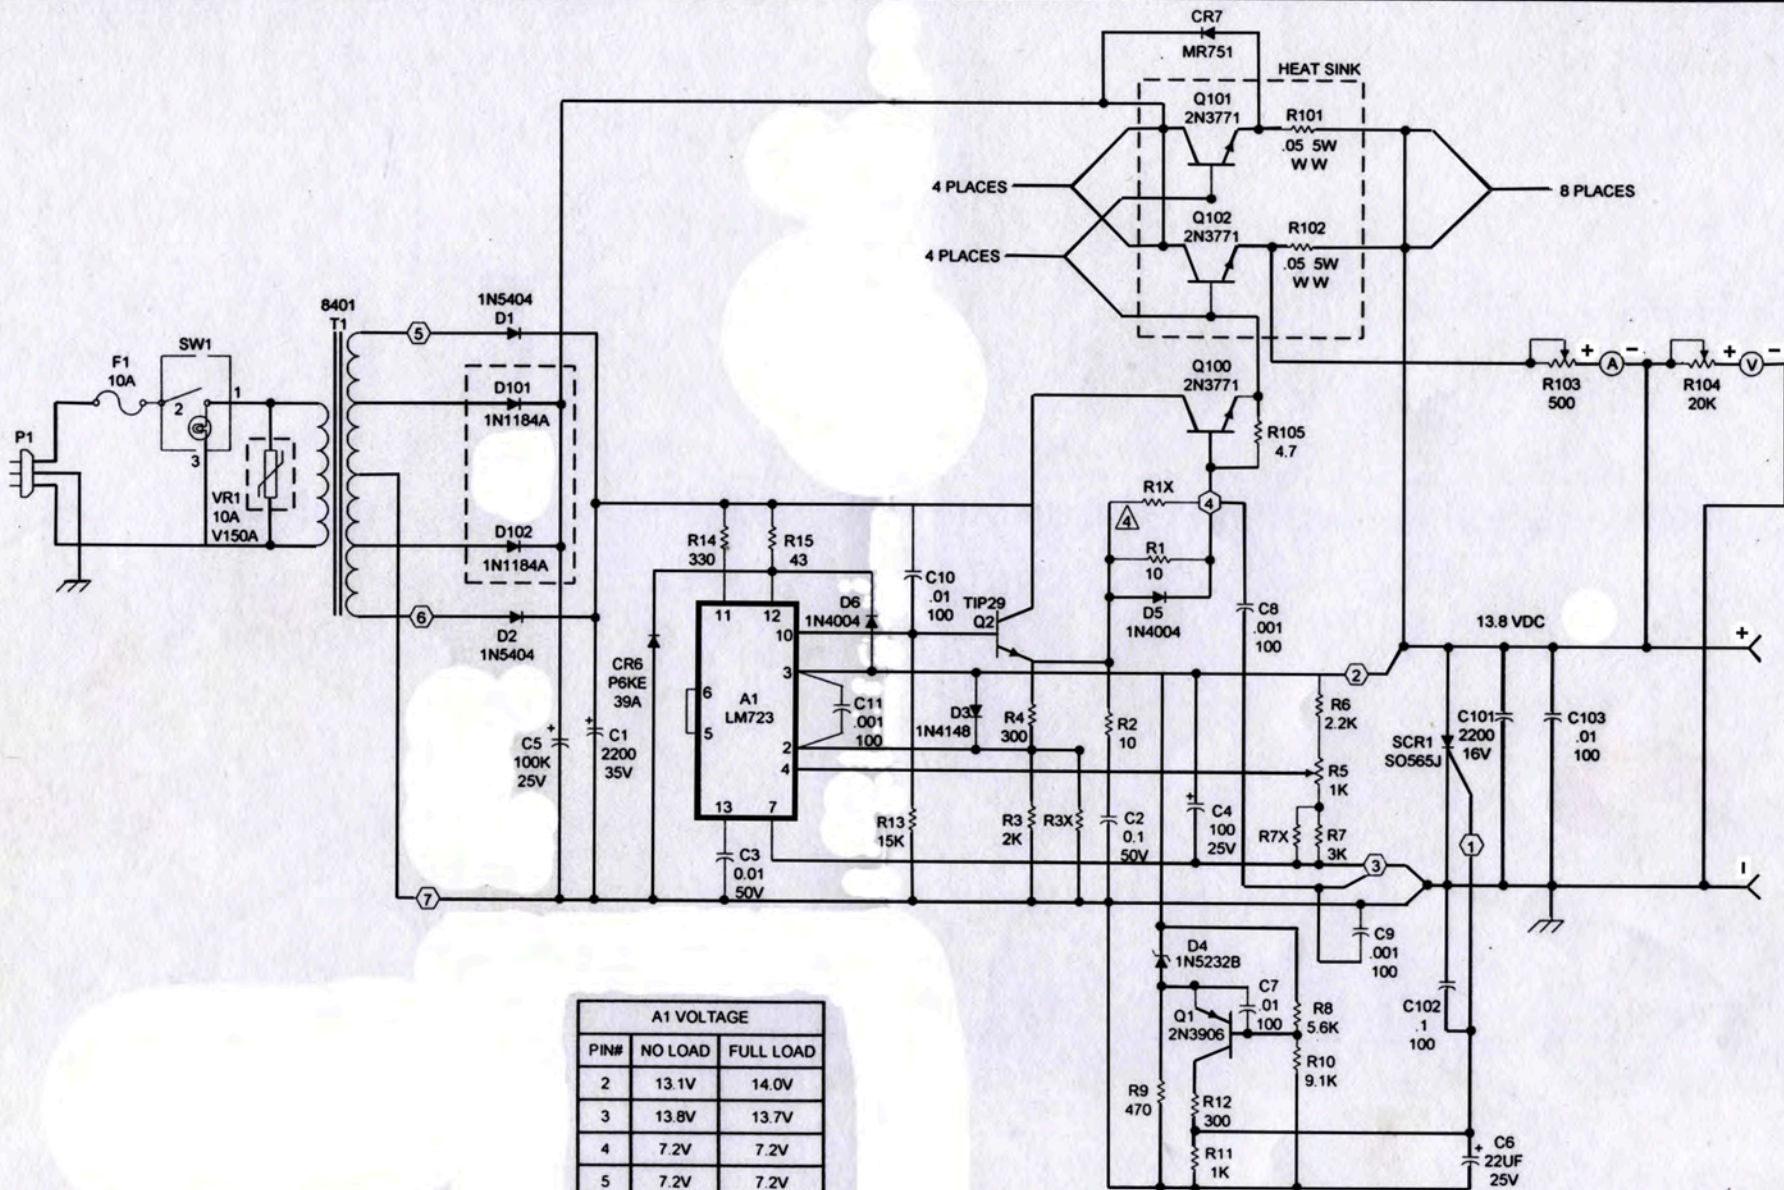 CR7
MR751
HEAT SINK
Q101
2N3771
R101
.05 5W
W W
4 PLACES
8 PLACES
Q102
2N3771
R102
.05 5W
W W
4 PLACES
8401
T1
1N5404
D1
5
SW1
F1
10A
1
2
3
P1
D101
1N1184A
VR1
10A
V150A
D102
1N1184A
6
D2
1N5404
Q100
2N3771
R105
4.7
+ A −
R103
500
+ V −
R104
20K
R1X
4
4
R14
330
R15
43
R1
10
D5
1N4004
C10
.01
100
D6
1N4004
TIP29
Q2
C8
.001
100
13.8 VDC
+
11
12
10
3
6
5
2
4
13
7
A1
LM723
CR6
P6KE
39A
C11
.001
100
D3
1N4148
R4
300
R2
10
2
R6
2.2K
C101
2200
16V
C103
.01
100
SCR1
SO565J
+
C5
100K
25V
+
C1
2200
35V
R5
1K
R13
15K
R3
2K
R3X
C2
0.1
50V
+
C4
100
25V
R7X
R7
3K
1
C3
0.01
50V
3
−
7
C9
.001
100
D4
1N5232B
C7
.01
100
Q1
2N3906
R8
5.6K
C102
.1
100
R10
9.1K
R9
470
R12
300
R11
1K
+
C6
22UF
25V
A1 VOLTAGE
PIN# NO LOAD FULL LOAD
2 13.1V 14.0V
3 13.8V 13.7V
4 7.2V 7.2V
5 7.2V 7.2V